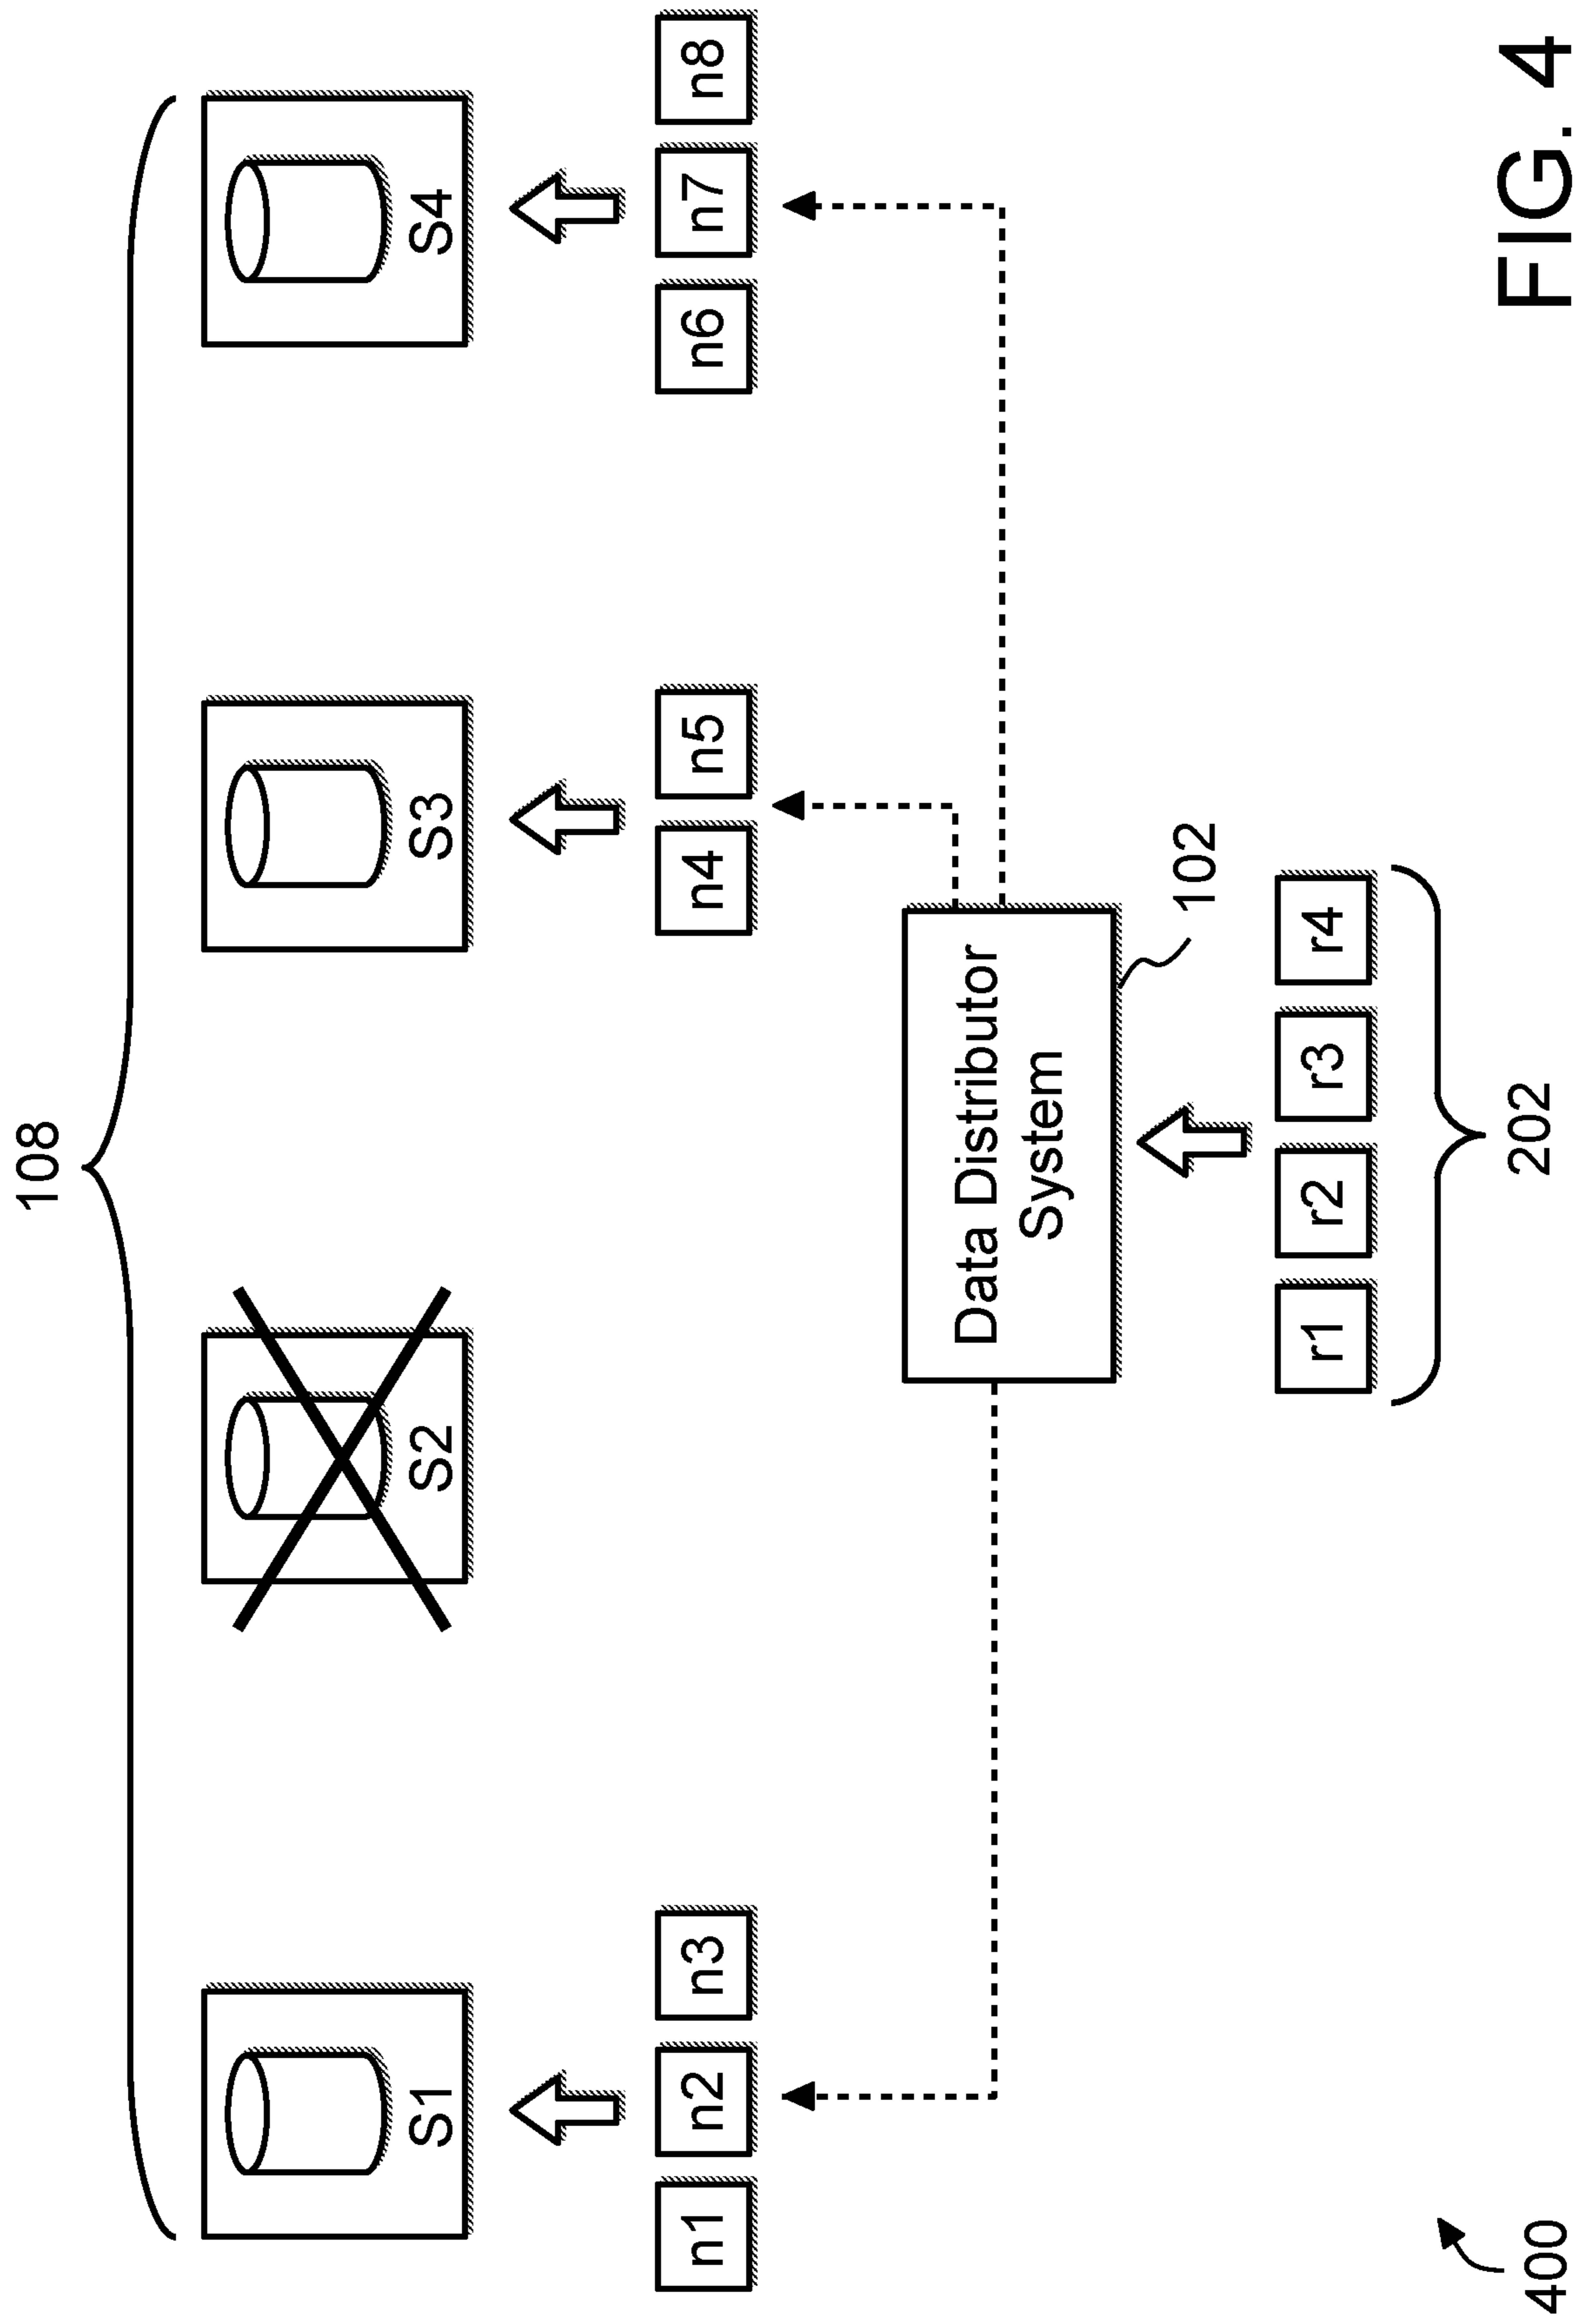 108
S1
S2
S3
S4
n1
n2
n3
n4
n5
n6
n7
n8
Data Distributor
System
102
r1
r2
r3
r4
202
400
FIG. 4